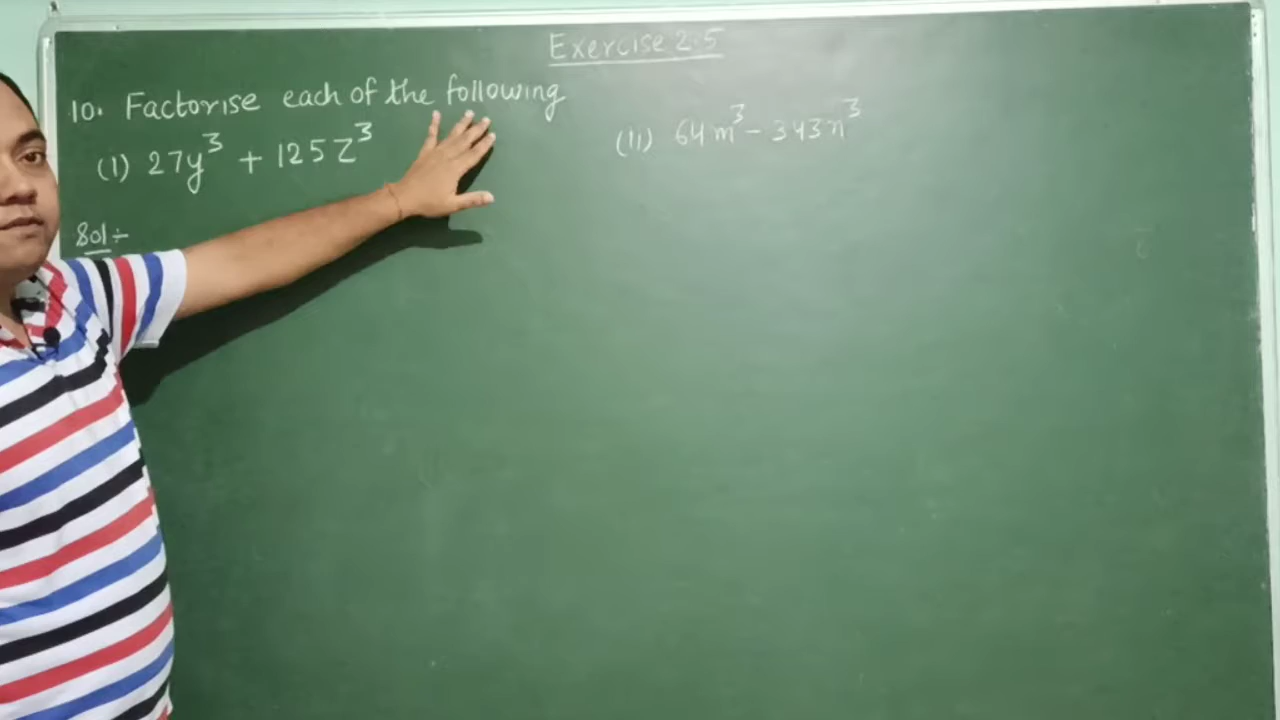 Exercise 2.5
10. Factorise each of the following
(I) 27y³ + 125Z³
(II) 64m³ - 343n³
Sol÷